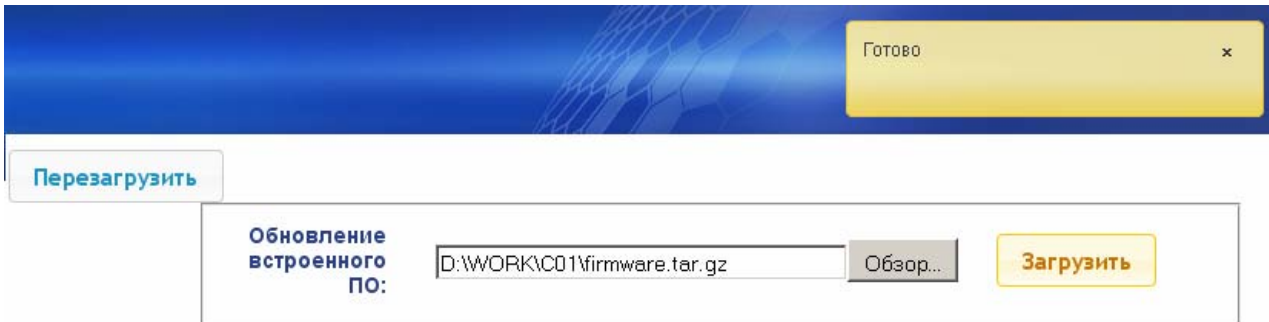 Готово ×
Перезагрузить
Обновление
встроенного
ПО:
D:\WORK\C01\firmware.tar.gz
Обзор...
Загрузить